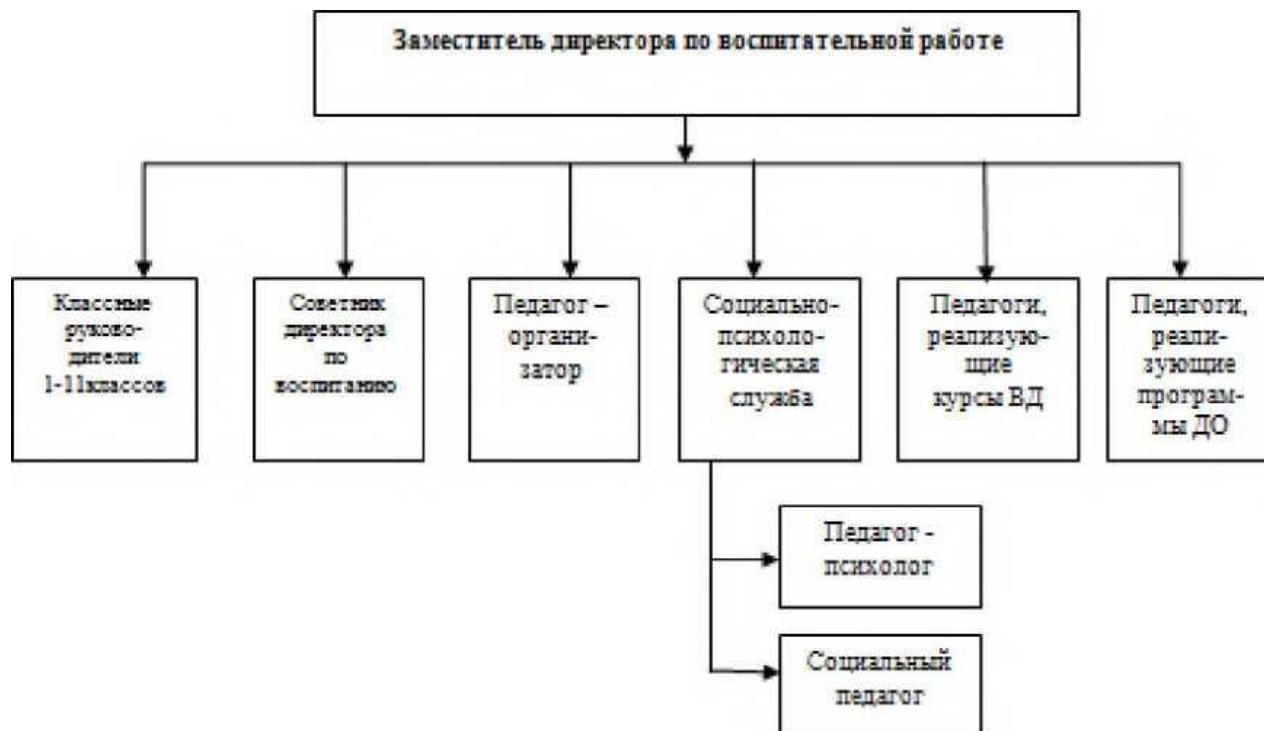 Заместитель директора по воспитательной работе
Классные
руково-
дители
1-11классов
Советник
директора
по
воспитанию
Педагог –
органи-
затор
Социально-
психоло-
гическая
служба
Педагоги,
реализую-
щие
курсы ВД
Педагоги,
реали-
зующие
програм-
мы ДО
Педагог -
психолог
Социальный
педагог